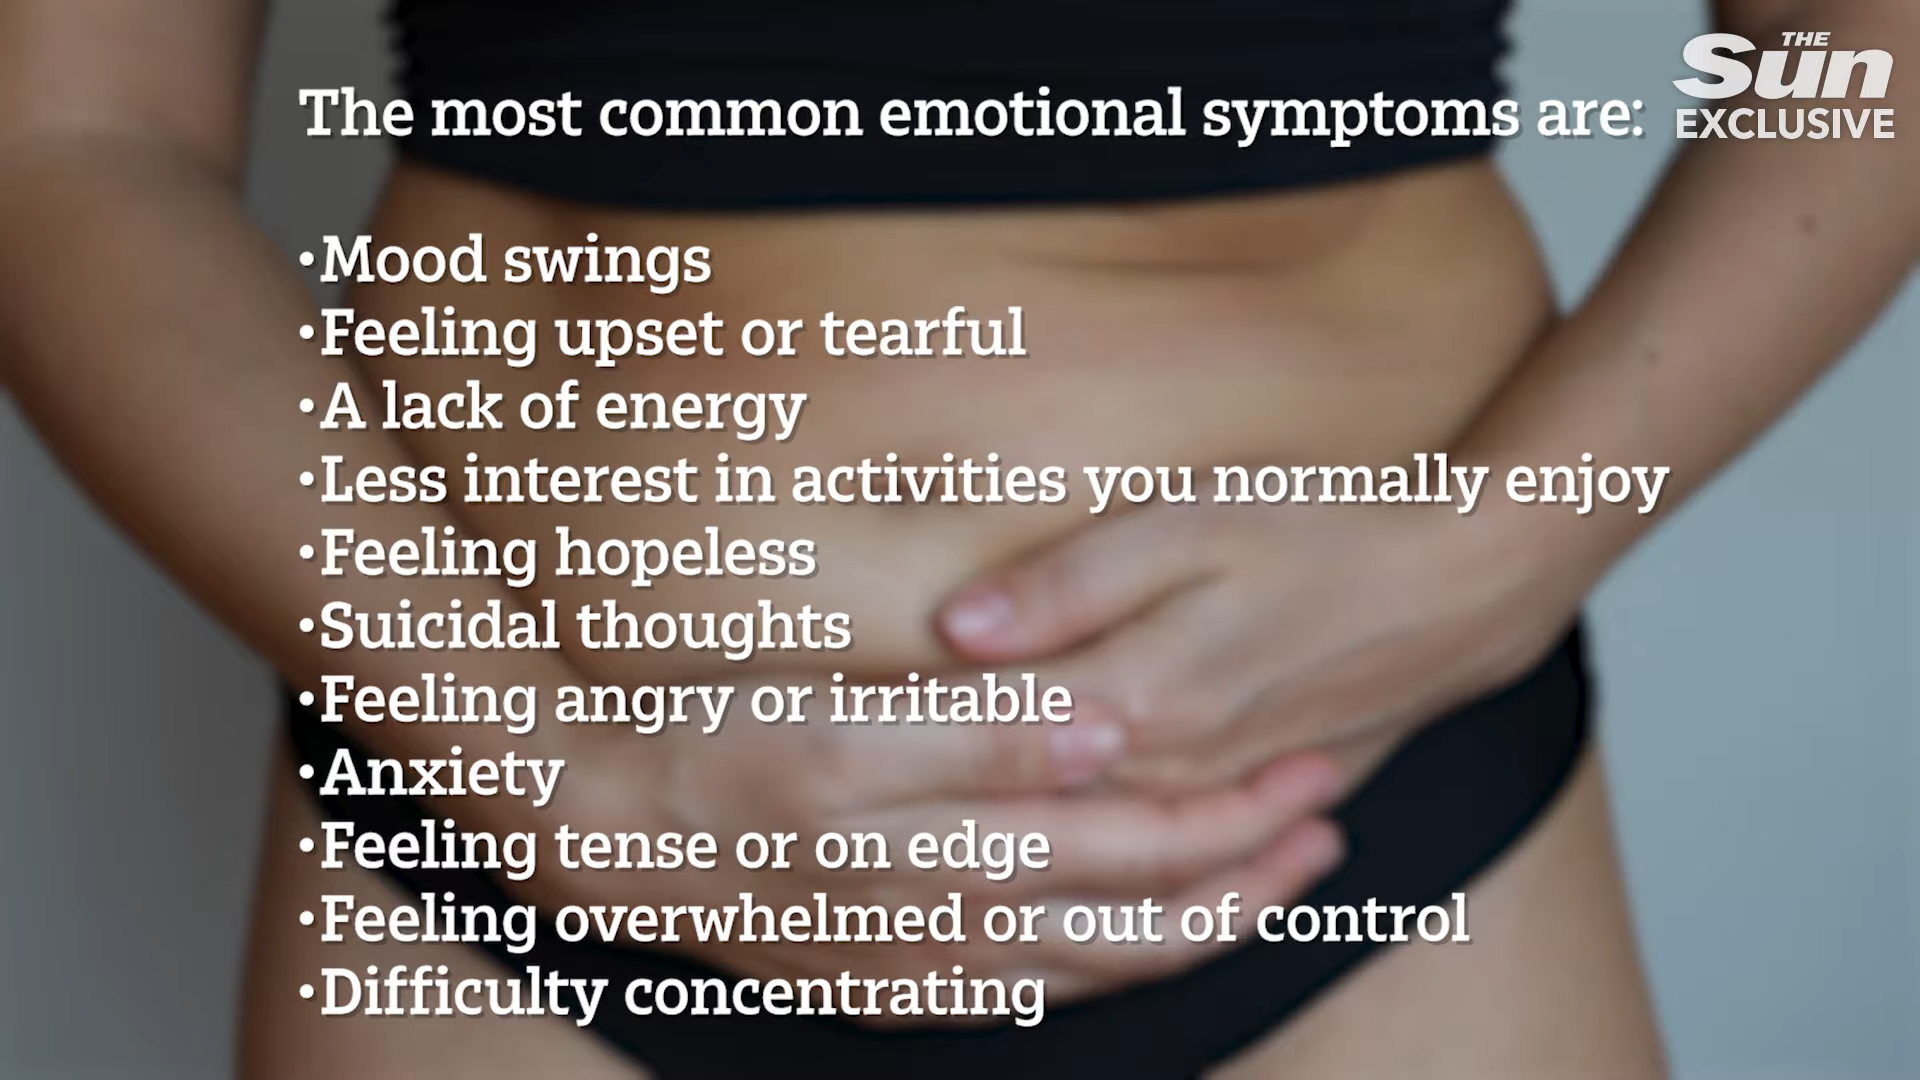 THE
Sun
EXCLUSIVE
The most common emotional symptoms are:
•Mood swings
•Feeling upset or tearful
•A lack of energy
•Less interest in activities you normally enjoy
•Feeling hopeless
•Suicidal thoughts
•Feeling angry or irritable
•Anxiety
•Feeling tense or on edge
•Feeling overwhelmed or out of control
•Difficulty concentrating